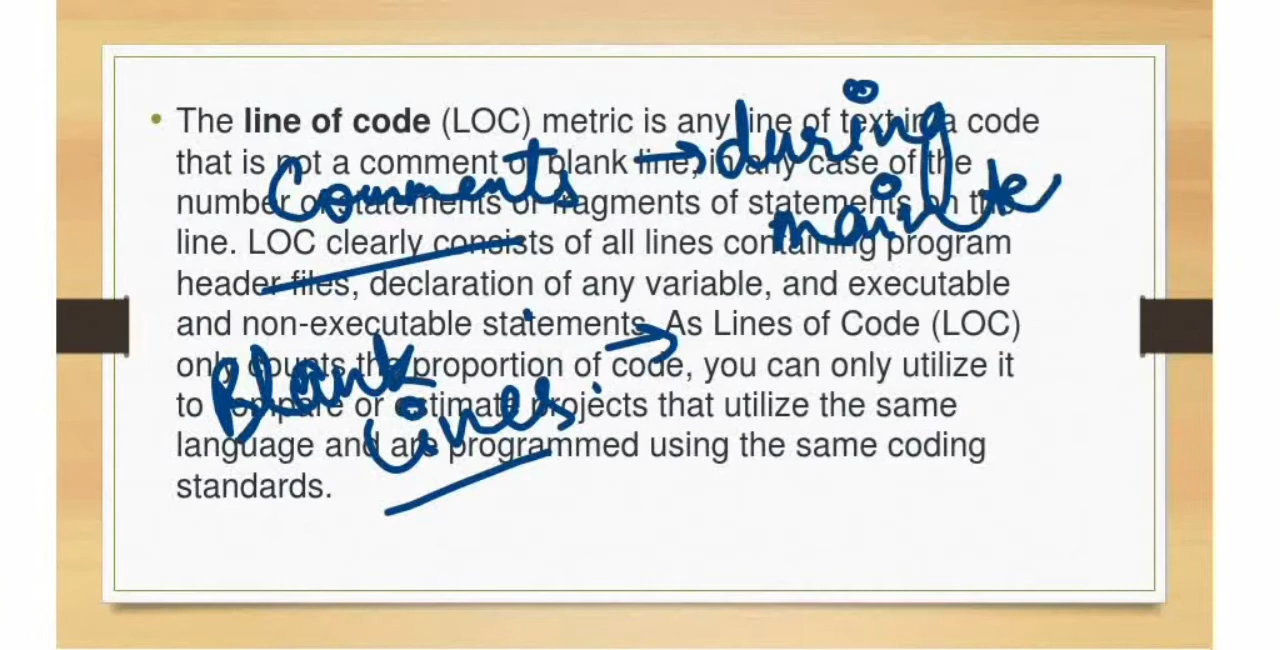 • The line of code (LOC) metric is any line of text in a code
that is not a comment or blank line, in any case of the
number or statements or fragments of statements on the
line. LOC clearly consists of all lines containing program
header files, declaration of any variable, and executable
and non-executable statements. As Lines of Code (LOC)
only counts the proportion of code, you can only utilize it
to compare or estimate projects that utilize the same
language and are programmed using the same coding
standards.
Comments → during
Blank Lines →